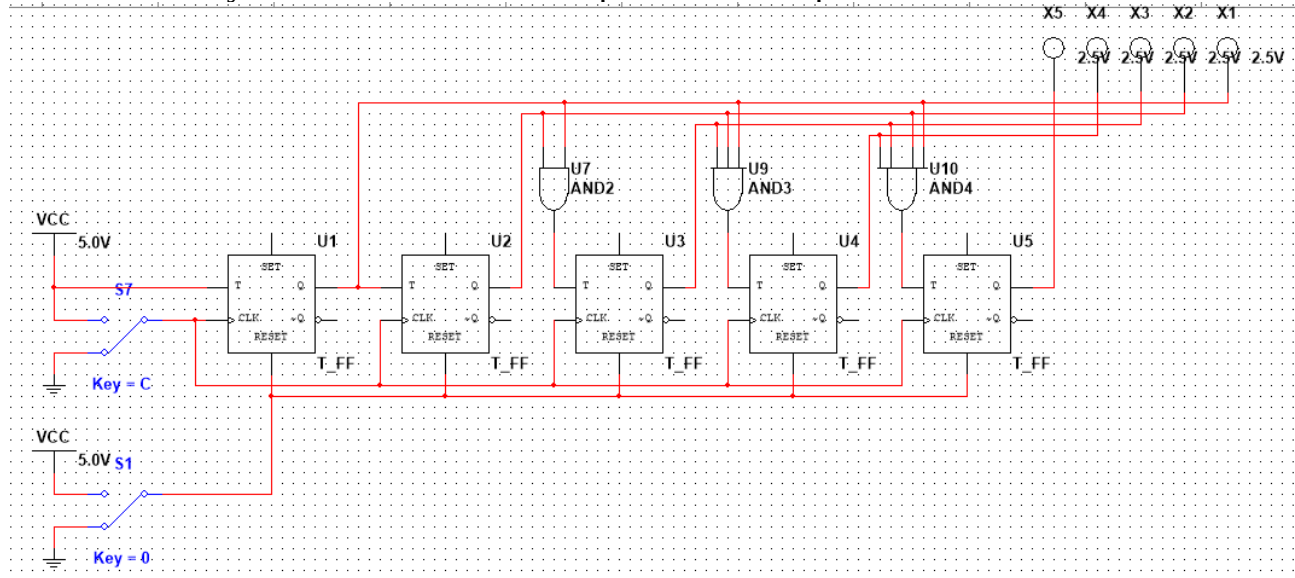 X5 X4 X3 X2 X1
2.5V 2.5V 2.5V 2.5V 2.5V
U7
AND2
U9
AND3
U10
AND4
VCC
5.0V
S7
Key = C
U1
SET
T Q
CLK ~Q
RESET
T_FF
U2
SET
T Q
CLK ~Q
RESET
T_FF
U3
SET
T Q
CLK ~Q
RESET
T_FF
U4
SET
T Q
CLK ~Q
RESET
T_FF
U5
SET
T Q
CLK ~Q
RESET
T_FF
VCC
5.0V
S1
Key = 0